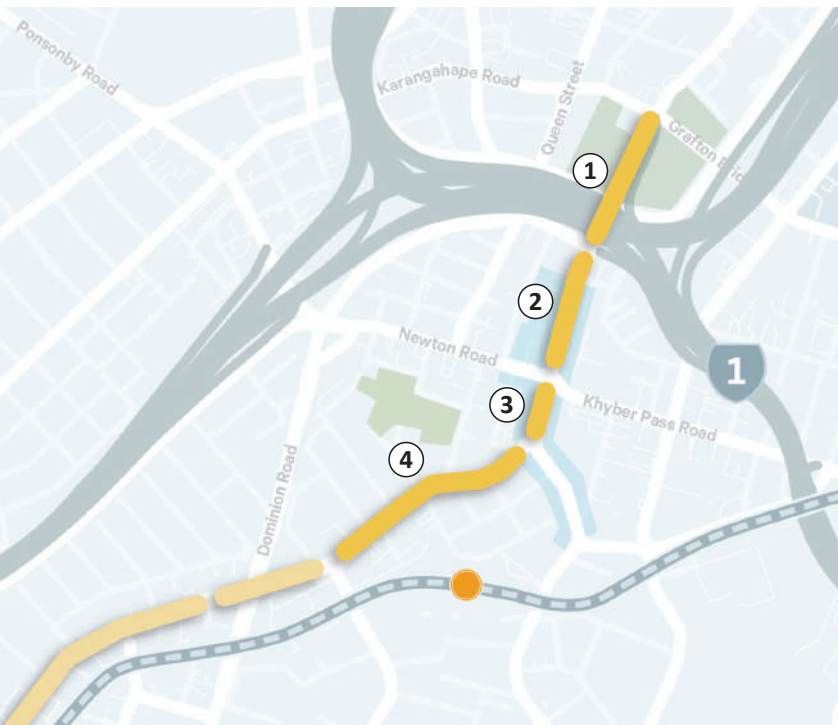 Ponsonby Road
Karangahape Road
Queen Street
Grafton Bric
1
2
Newton Road
1
3
Khyber Pass Road
4
Dominion Road